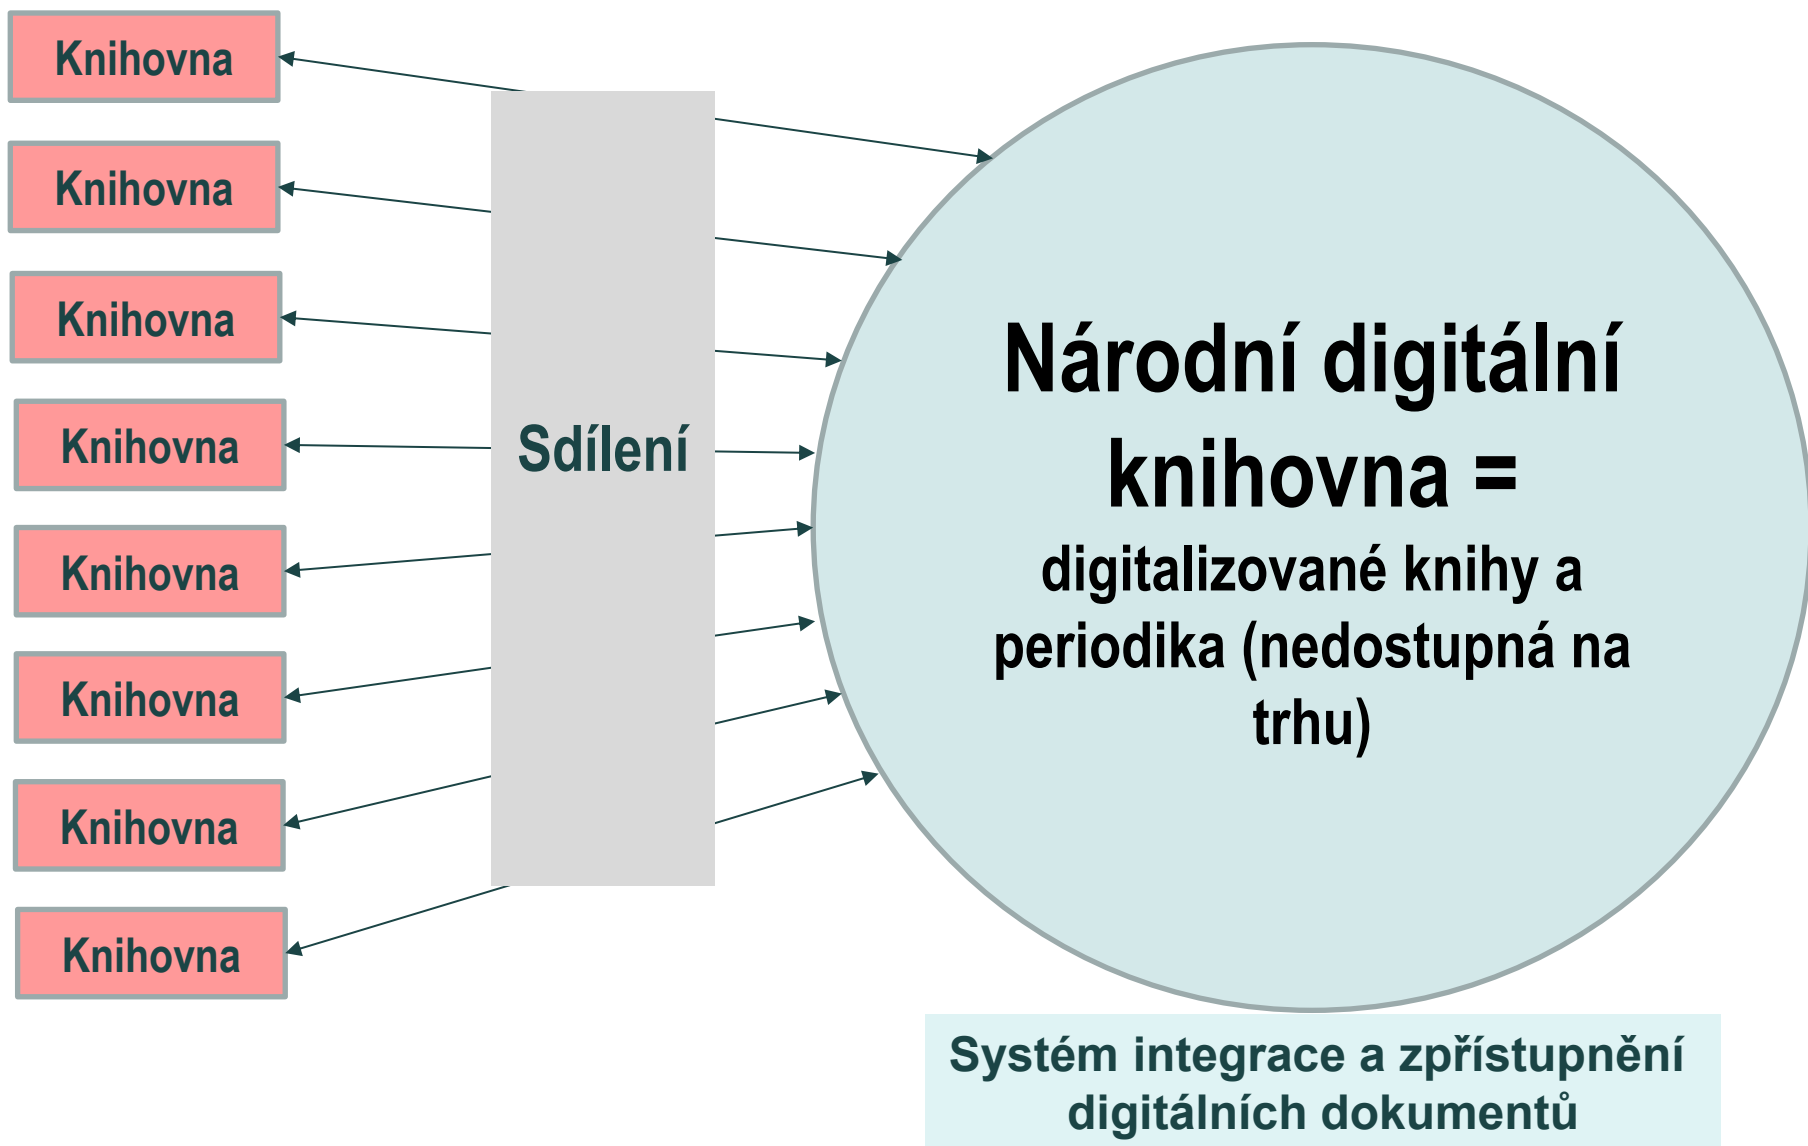 Knihovna
Knihovna
Knihovna
Knihovna
Knihovna
Knihovna
Knihovna
Knihovna
Sdílení
Národní digitální
knihovna =
digitalizované knihy a
periodika (nedostupná na
trhu)
Systém integrace a zpřístupnění
digitálních dokumentů